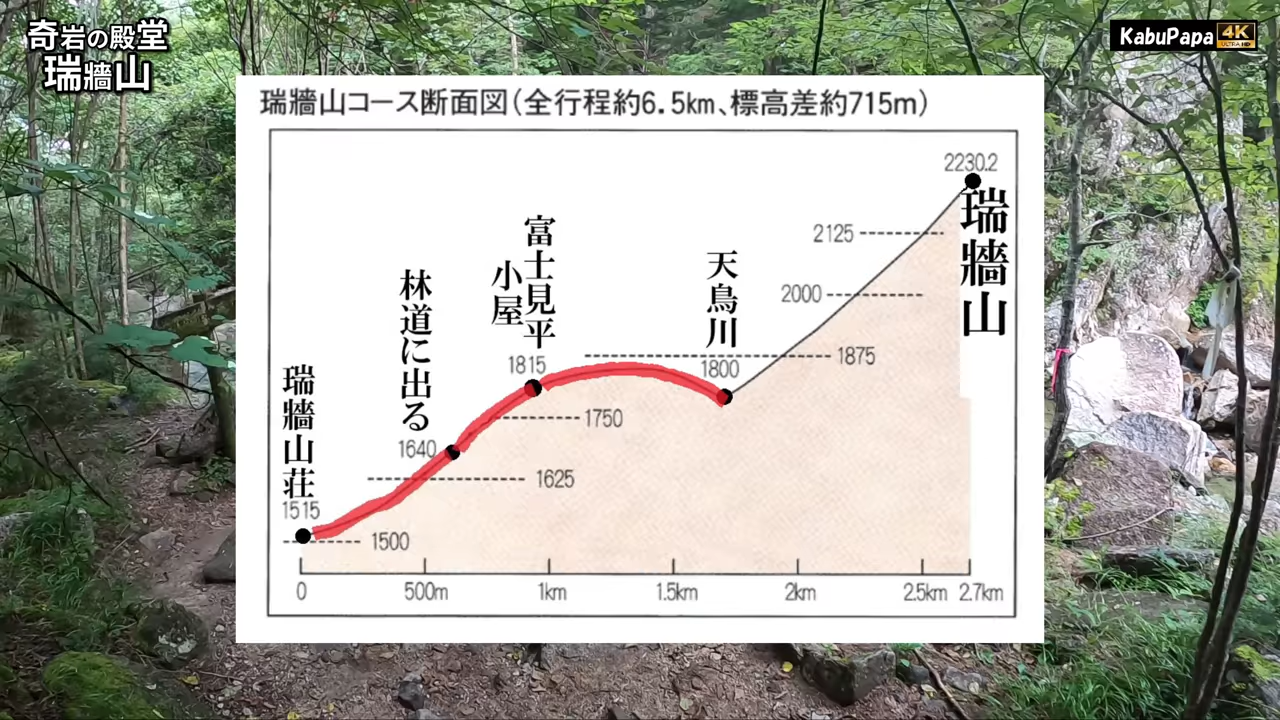 奇岩の殿堂
瑞牆山
KabuPapa 4K
ULTRA HD
瑞牆山コース断面図(全行程約6.5km、標高差約715m)
2230.2
瑞牆山
2125
2000
天鳥川
1800
1875
富士見平
小屋
1815
1750
林道に出る
1640
1625
瑞牆山荘
1515
1500
0 500m 1km 1.5km 2km 2.5km 2.7km